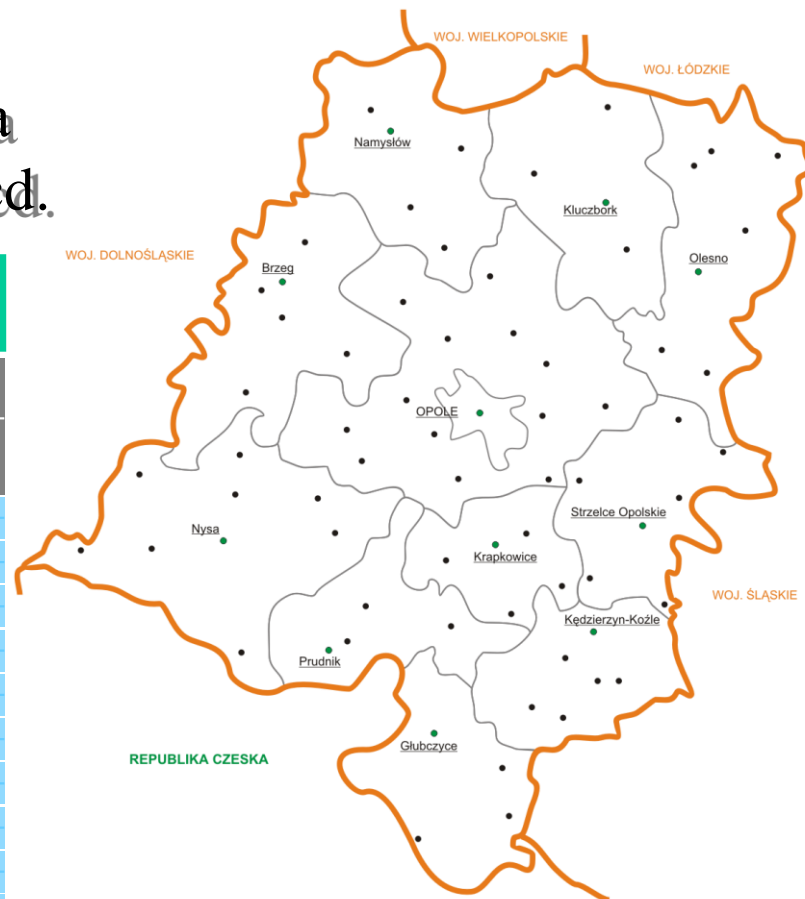 WOJ. WIELKOPOLSKIE
WOJ. ŁÓDZKIE
a
cd.
Namysłów
Kluczbork
WOJ. DOLNOŚLĄSKIE
Olesno
Brzeg
OPOLE
Strzelce Opolskie
Nysa
Krapkowice
WOJ. ŚLĄSKIE
Kędzierzyn-Koźle
Prudnik
Głubczyce
REPUBLIKA CZESKA